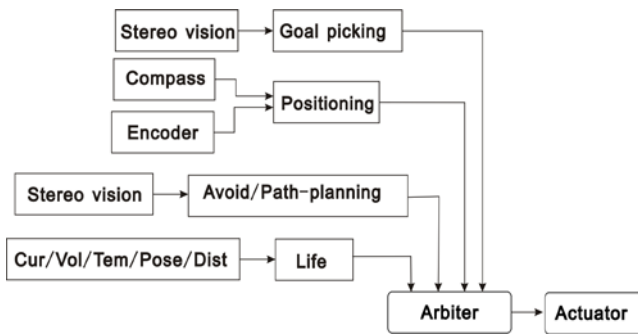 Stereo vision
Goal picking
Compass
Positioning
Encoder
Stereo vision
Avoid/Path-planning
Cur/Vol/Tem/Pose/Dist
Life
Arbiter
Actuator